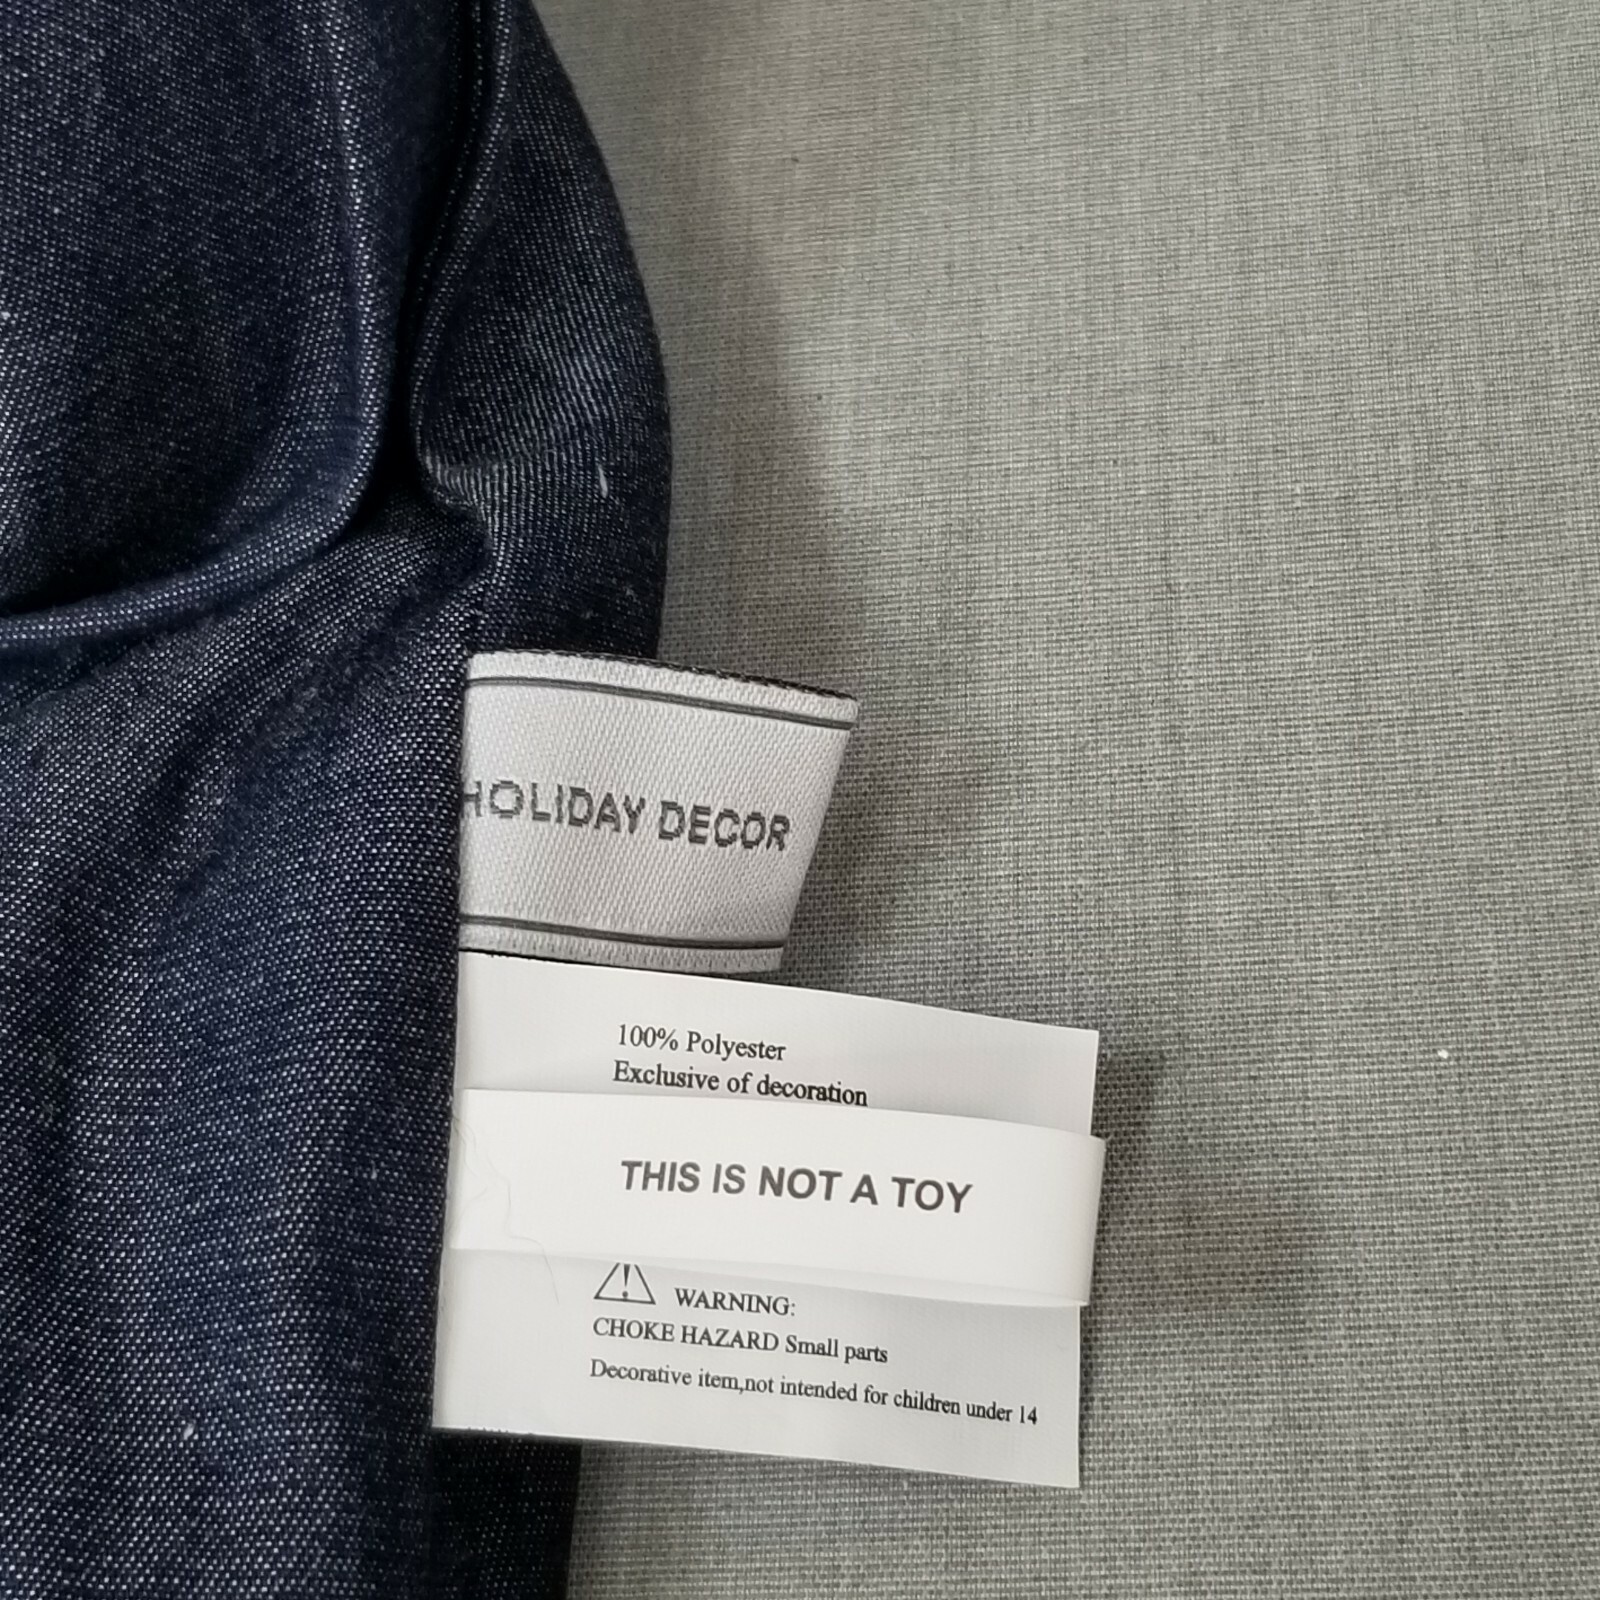 HOLIDAY DECOR
100% Polyester
Exclusive of decoration
THIS IS NOT A TOY
WARNING:
CHOKE HAZARD Small parts
Decorative item,not intended for children under 14